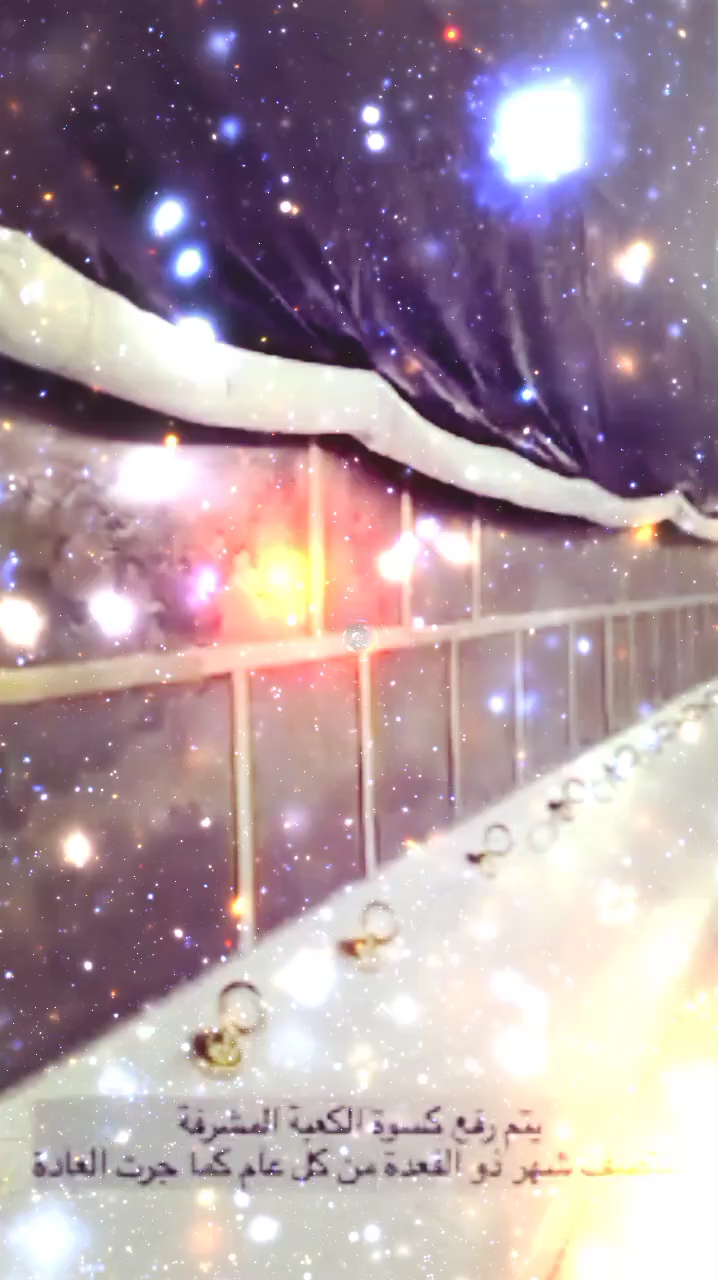 يتم رفع كسوة الكعبة المشرفة
شهر ذو القعدة من كل عام كما جرت العادة